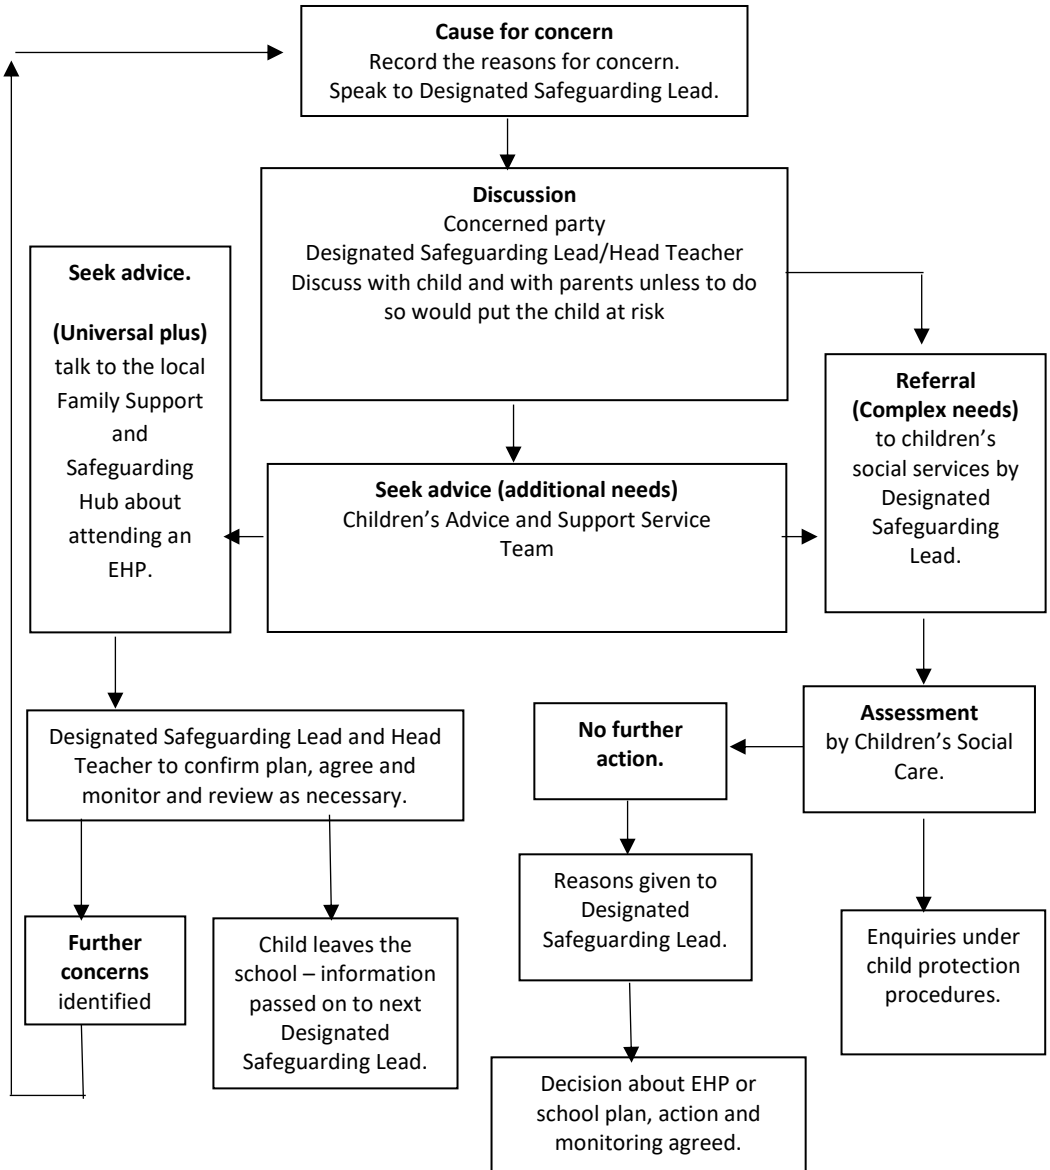 Cause for concern
Record the reasons for concern.
Speak to Designated Safeguarding Lead.
Discussion
Concerned party
Designated Safeguarding Lead/Head Teacher
Discuss with child and with parents unless to do
so would put the child at risk
Seek advice.
(Universal plus)
talk to the local
Family Support
and
Safeguarding
Hub about
attending an
EHP.
Referral
(Complex needs)
to children’s
social services by
Designated
Safeguarding
Lead.
Seek advice (additional needs)
Children’s Advice and Support Service
Team
Designated Safeguarding Lead and Head
Teacher to confirm plan, agree and
monitor and review as necessary.
No further
action.
Assessment
by Children’s Social
Care.
Further
concerns
identified
Child leaves the
school – information
passed on to next
Designated
Safeguarding Lead.
Reasons given to
Designated
Safeguarding Lead.
Enquiries under
child protection
procedures.
Decision about EHP or
school plan, action and
monitoring agreed.